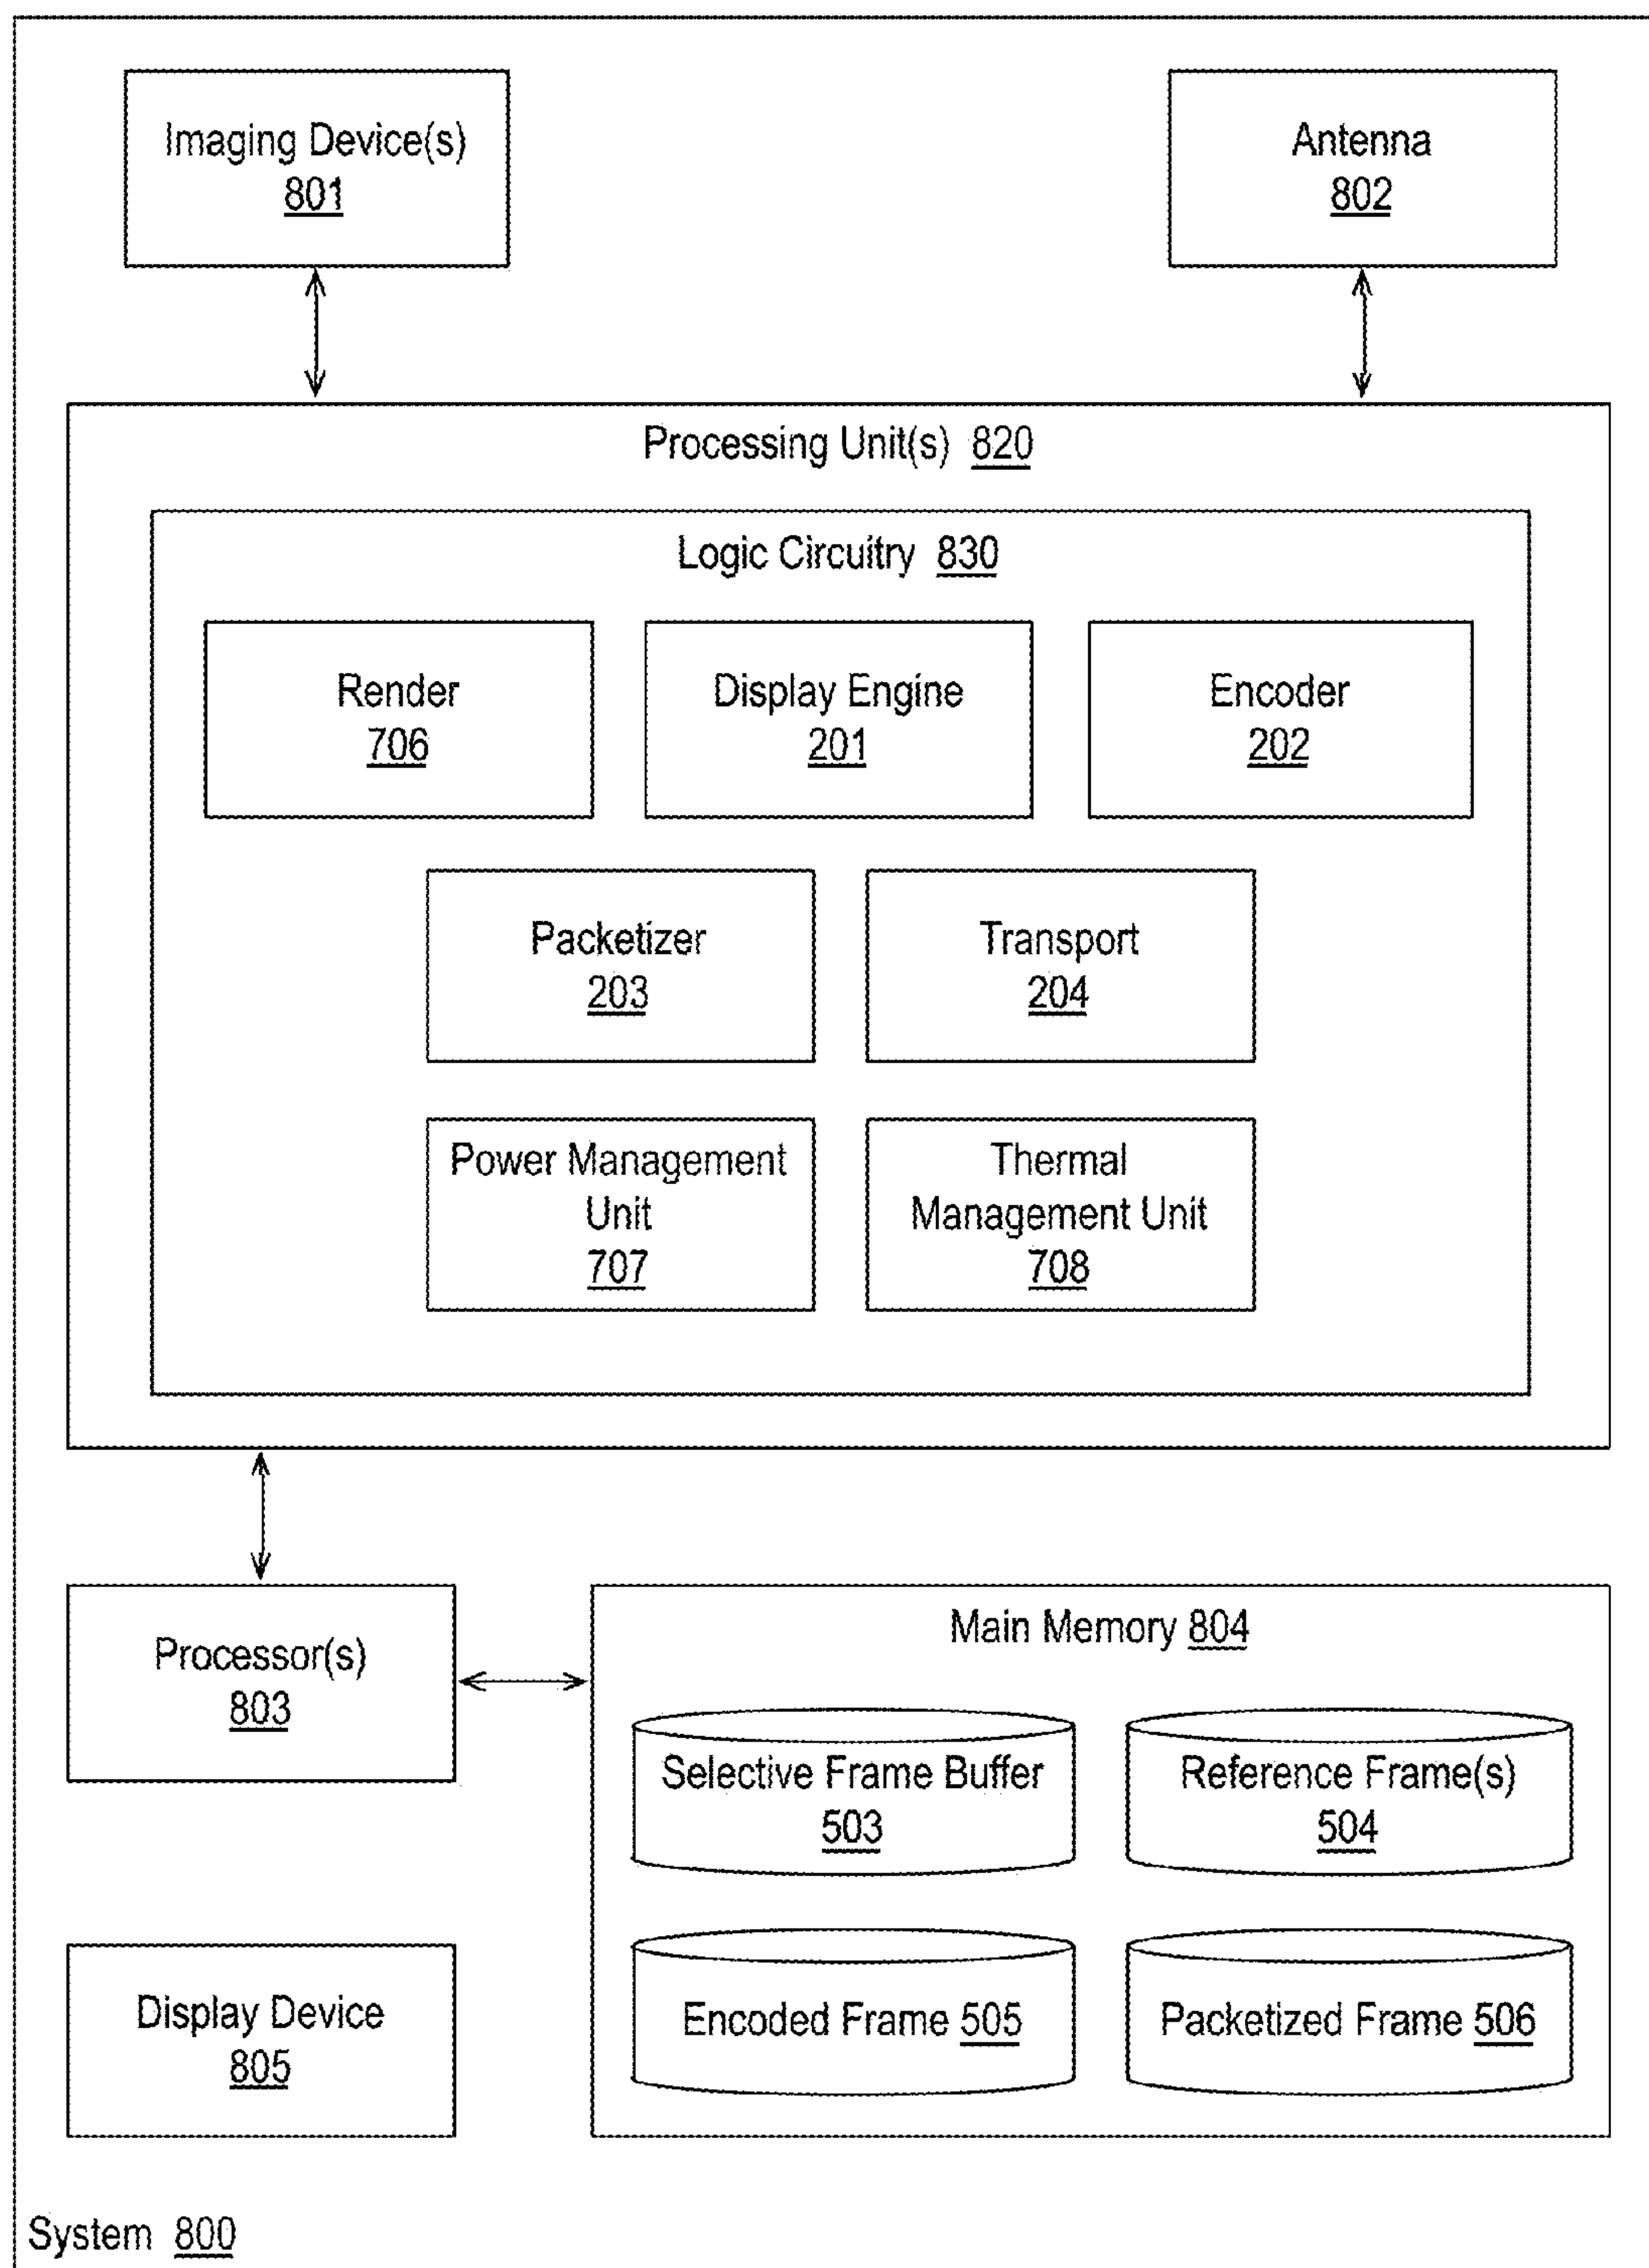 Imaging Device(s)
801
Antenna
802
Processing Unit(s) 820
Logic Circuitry 830
Render
706
Display Engine
201
Encoder
202
Packetizer
203
Transport
204
Power Management
Unit
707
Thermal
Management Unit
708
Processor(s)
803
Main Memory 804
Selective Frame Buffer
503
Reference Frame(s)
504
Encoded Frame 505
Packetized Frame 506
Display Device
805
System 800